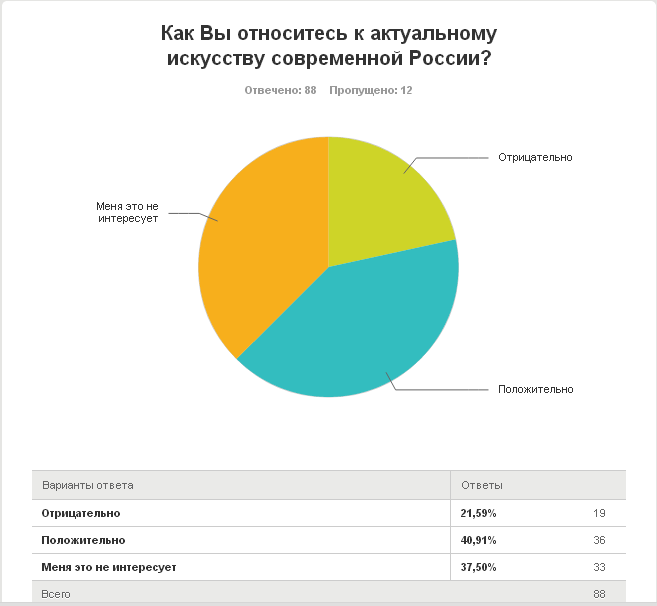 Как Вы относитесь к актуальному
искусству современной России?
Отвечено: 88 Пропущено: 12
Отрицательно
Меня это не
интересует
Положительно
Варианты ответа Ответы
Отрицательно 21,59% 19
Положительно 40,91% 36
Меня это не интересует 37,50% 33
Всего 88